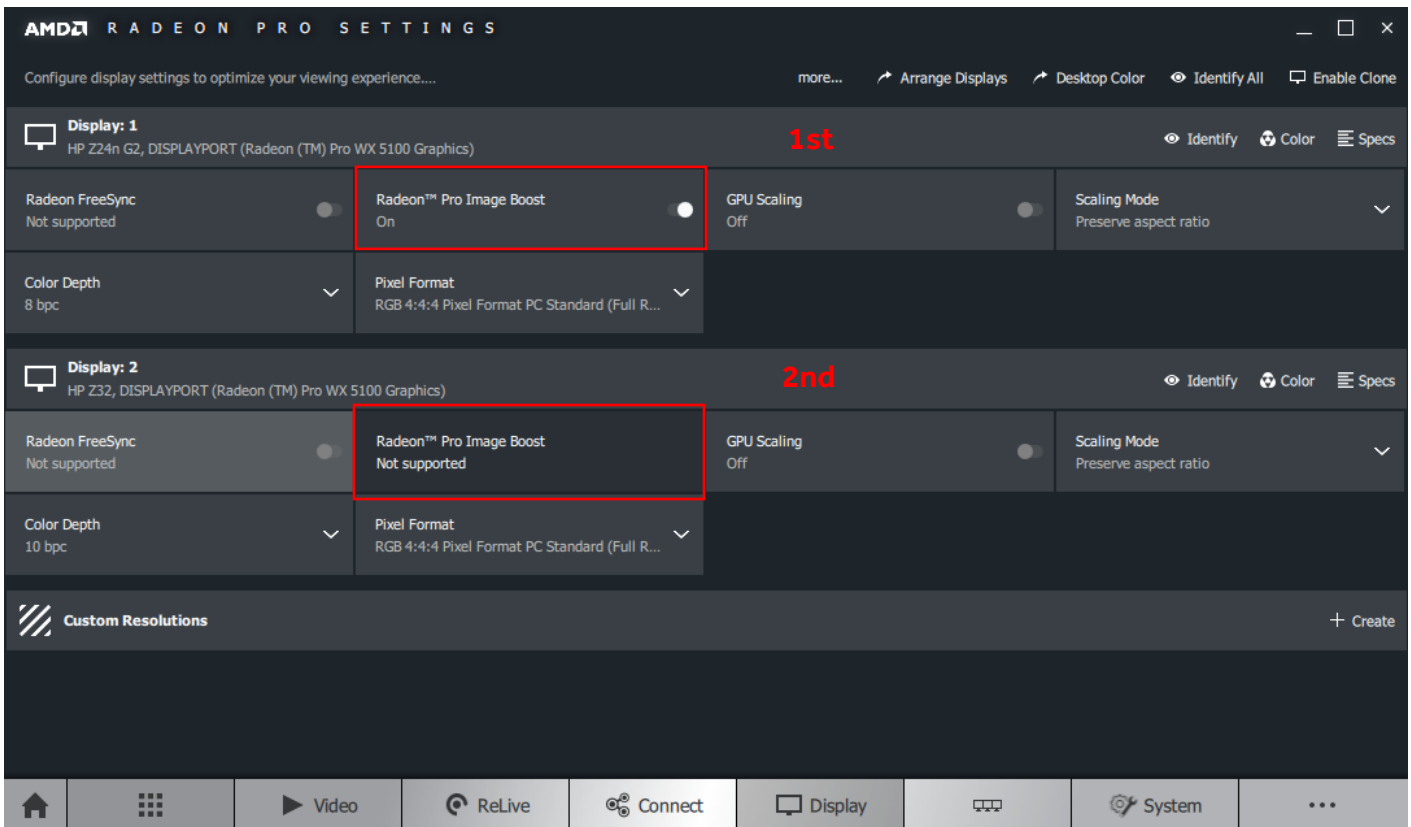 AMD RADEON PRO SETTINGS
Configure display settings to optimize your viewing experience.... more... Arrange Displays Desktop Color Identify All Enable Clone
Display: 1
HP Z24n G2, DISPLAYPORT (Radeon (TM) Pro WX 5100 Graphics)
1st
Identify Color Specs
Radeon FreeSync
Not supported
Radeon™ Pro Image Boost
On
GPU Scaling
Off
Scaling Mode
Preserve aspect ratio
Color Depth
8 bpc
Pixel Format
RGB 4:4:4 Pixel Format PC Standard (Full R...
Display: 2
HP Z32, DISPLAYPORT (Radeon (TM) Pro WX 5100 Graphics)
2nd
Identify Color Specs
Radeon FreeSync
Not supported
Radeon™ Pro Image Boost
Not supported
GPU Scaling
Off
Scaling Mode
Preserve aspect ratio
Color Depth
10 bpc
Pixel Format
RGB 4:4:4 Pixel Format PC Standard (Full R...
Custom Resolutions
+ Create
Video ReLive Connect Display System ...